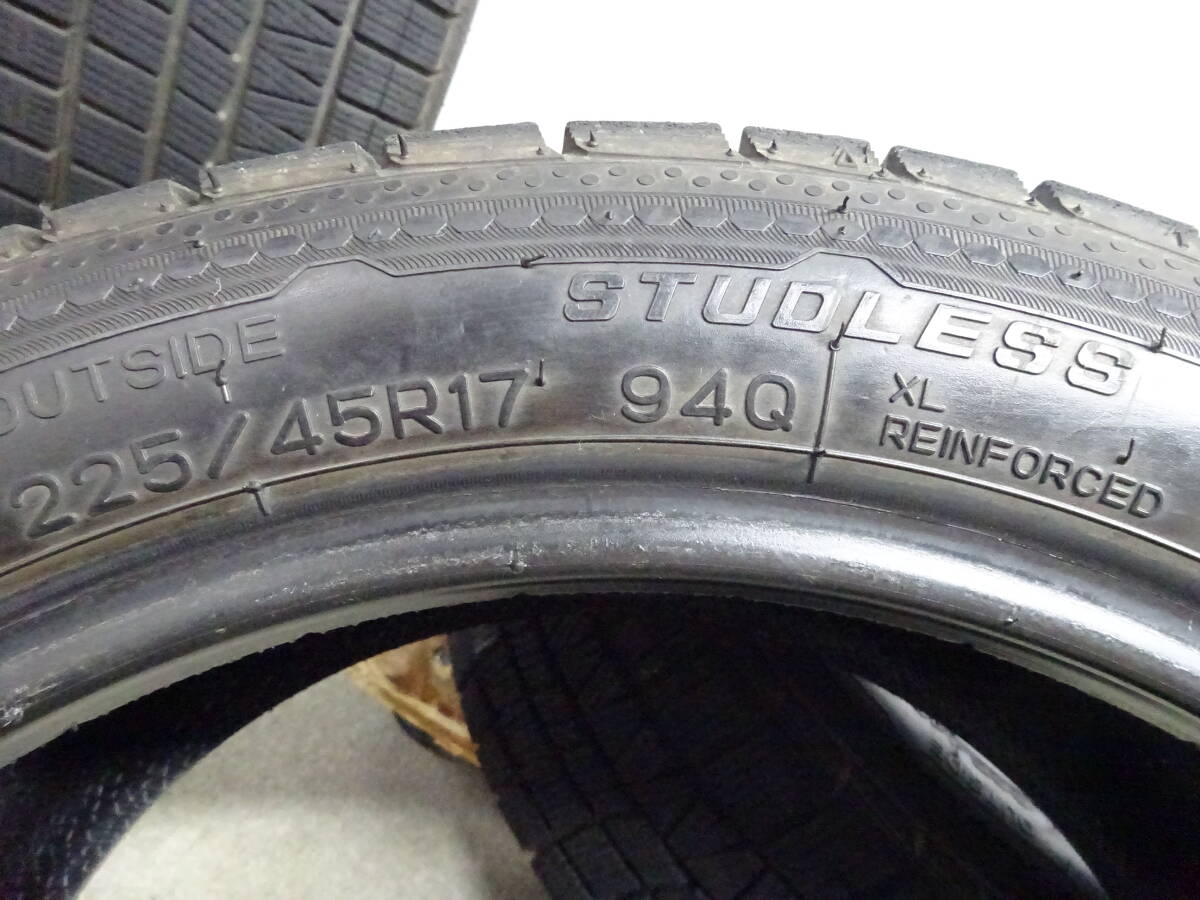 STUDLESS
OUTSIDE
225/45R17 94Q
XL
REINFORCED